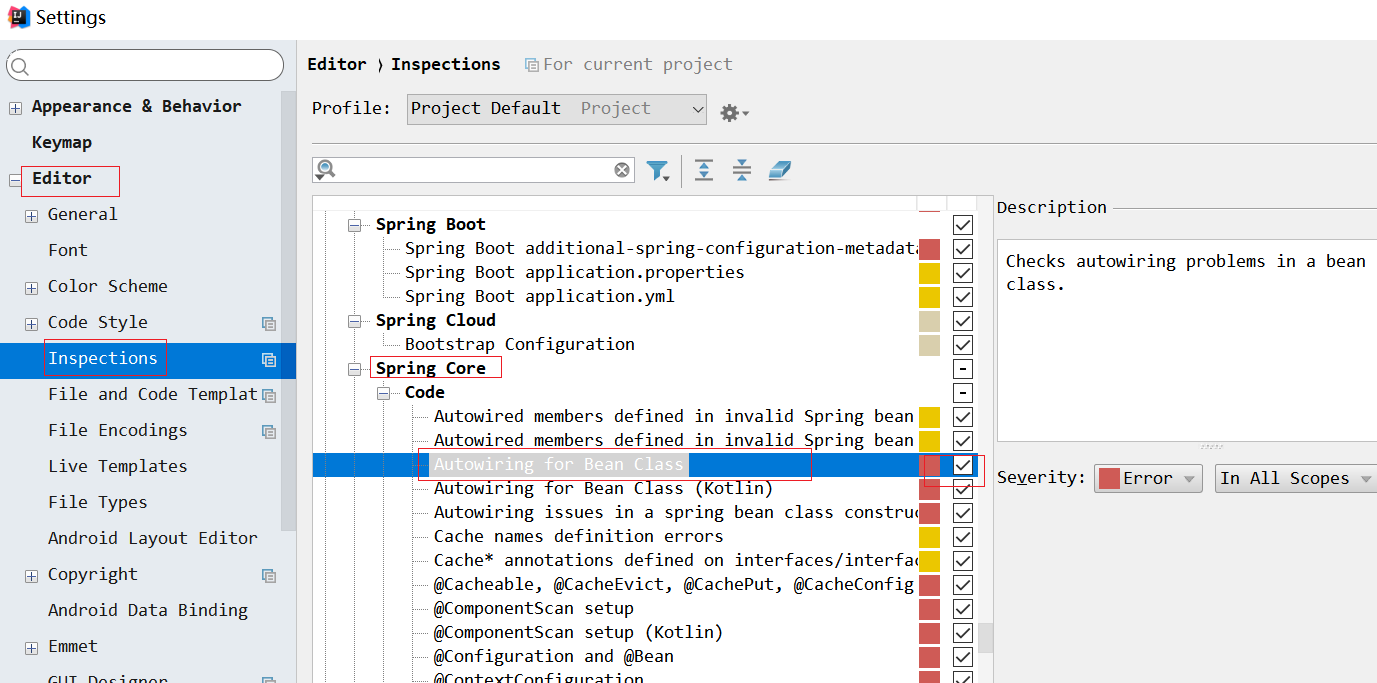 Settings
Appearance & Behavior
Keymap
Editor
General
Font
Color Scheme
Code Style
Inspections
File and Code Templat
File Encodings
Live Templates
File Types
Android Layout Editor
Copyright
Android Data Binding
Emmet
GUI Designer
Editor › Inspections For current project
Profile: Project Default Project
Spring Boot
Spring Boot additional-spring-configuration-metadata
Spring Boot application.properties
Spring Boot application.yml
Spring Cloud
Bootstrap Configuration
Spring Core
Code
Autowired members defined in invalid Spring bean
Autowired members defined in invalid Spring bean
Autowiring for Bean Class
Autowiring for Bean Class (Kotlin)
Autowiring issues in a spring bean class construc
Cache names definition errors
Cache* annotations defined on interfaces/interfac
@Cacheable, @CacheEvict, @CachePut, @CacheConfig
@ComponentScan setup
@ComponentScan setup (Kotlin)
@Configuration and @Bean
@ContextConfiguration
Description
Checks autowiring problems in a bean
class.
Severity: Error In All Scopes